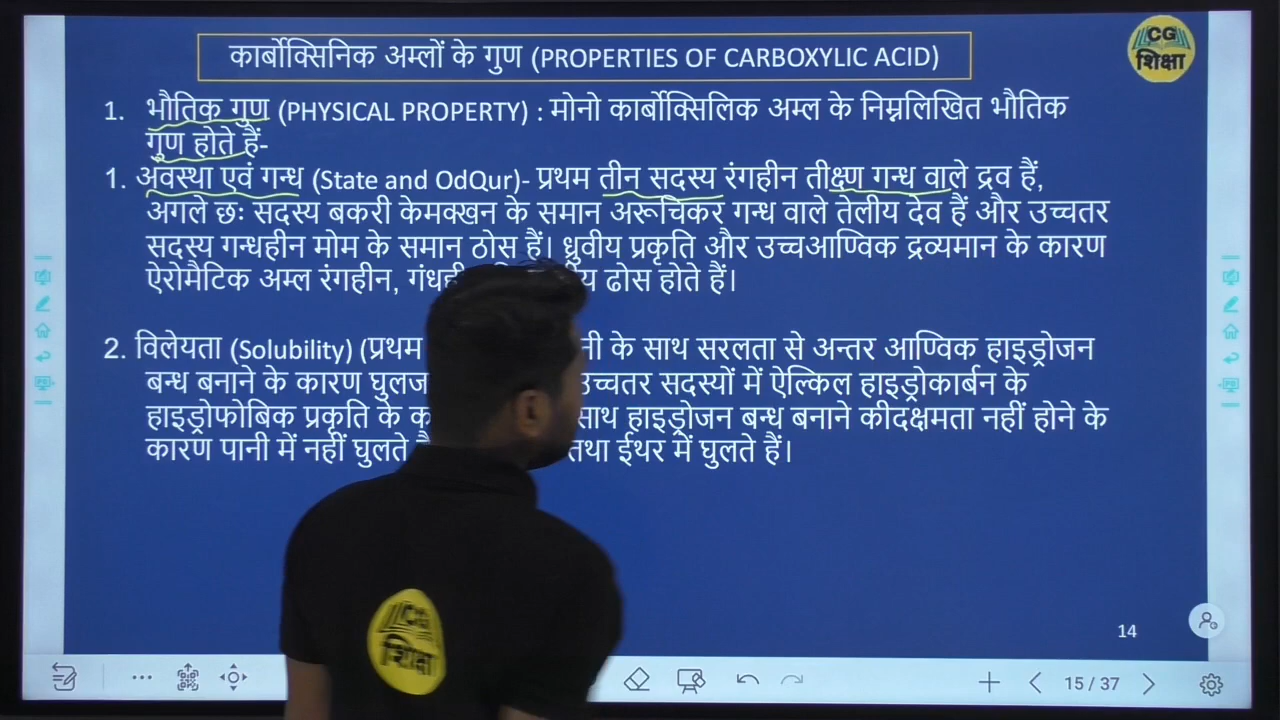 कार्बोक्सिनिक अम्लों के गुण (PROPERTIES OF CARBOXYLIC ACID)
CG
शिक्षा
1. भौतिक गुण (PHYSICAL PROPERTY) : मोनो कार्बोक्सिलिक अम्ल के निम्नलिखित भौतिक
गुण होते हैं-
1. अवस्था एवं गन्ध (State and OdQur)- प्रथम तीन सदस्य रंगहीन तीक्ष्ण गन्ध वाले द्रव हैं,
अगले छः सदस्य बकरी केमक्खन के समान अरूचिकर गन्ध वाले तेलीय देव हैं और उच्चतर
सदस्य गन्धहीन मोम के समान ठोस हैं। ध्रुवीय प्रकृति और उच्चआण्विक द्रव्यमान के कारण
ऐरोमैटिक अम्ल रंगहीन, ढोस होते हैं।
2. विलेयता (Solubility) (प्रथम के साथ सरलता से अन्तर आण्विक हाइड्रोजन
बन्ध बनाने के कारण उच्चतर सदस्यों में ऐल्किल हाइड्रोकार्बन के
हाइड्रोफोबिक प्रकृति के साथ हाइड्रोजन बन्ध बनाने कीदक्षमता नहीं होने के
कारण पानी में नहीं घुलते तथा ईथर में घुलते हैं।
CG
शिक्षा
14
15 / 37